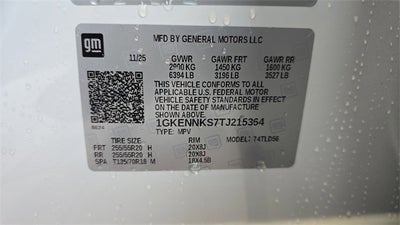 gm
MFD BY GENERAL MOTORS LLC
11/25 GVWR GAWR FRT GAWR RR
2900 KG 1450 KG 1600 KG
6394 LB 3196 LB 3527 LB
THIS VEHICLE CONFORMS TO ALL
APPLICABLE U.S. FEDERAL MOTOR
VEHICLE SAFETY STANDARDS IN EFFECT
ON THE DATE OF MANUFACTURE
SHOWN ABOVE.
1GKENNKS7TJ215364
TYPE: MPV MODEL:
TIRE SIZE: RIM
FRT 255/55R20 H 20X8J
RR 255/55R20 H 20X8J
SPA T135/70R18 M 18X4.5B